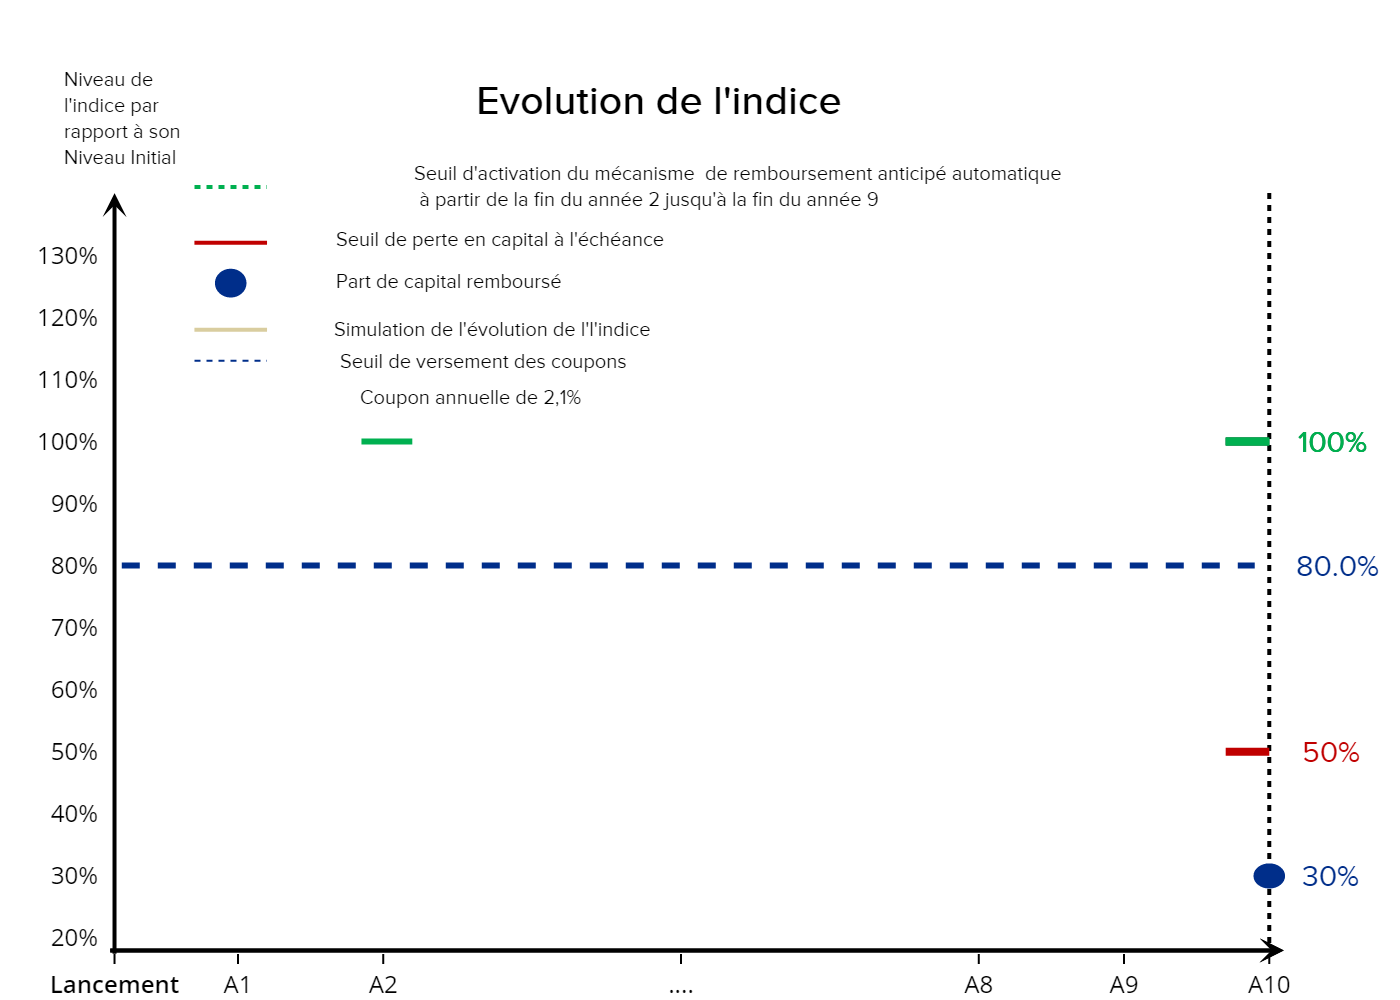 Niveau de
l'indice par
rapport à son
Niveau Initial
Evolution de l'indice
Seuil d'activation du mécanisme  de remboursement anticipé automatique
à partir de la fin du année 2 jusqu'à la fin du année 9
Seuil de perte en capital à l'échéance
Part de capital remboursé
Simulation de l'évolution de l'l'indice
Seuil de versement des coupons
Coupon annuelle de 2,1%
130%
120%
110%
100%
90%
80%
70%
60%
50%
40%
30%
20%
100%
80.0%
50%
30%
Lancement A1 A2 .... A8 A9 A10